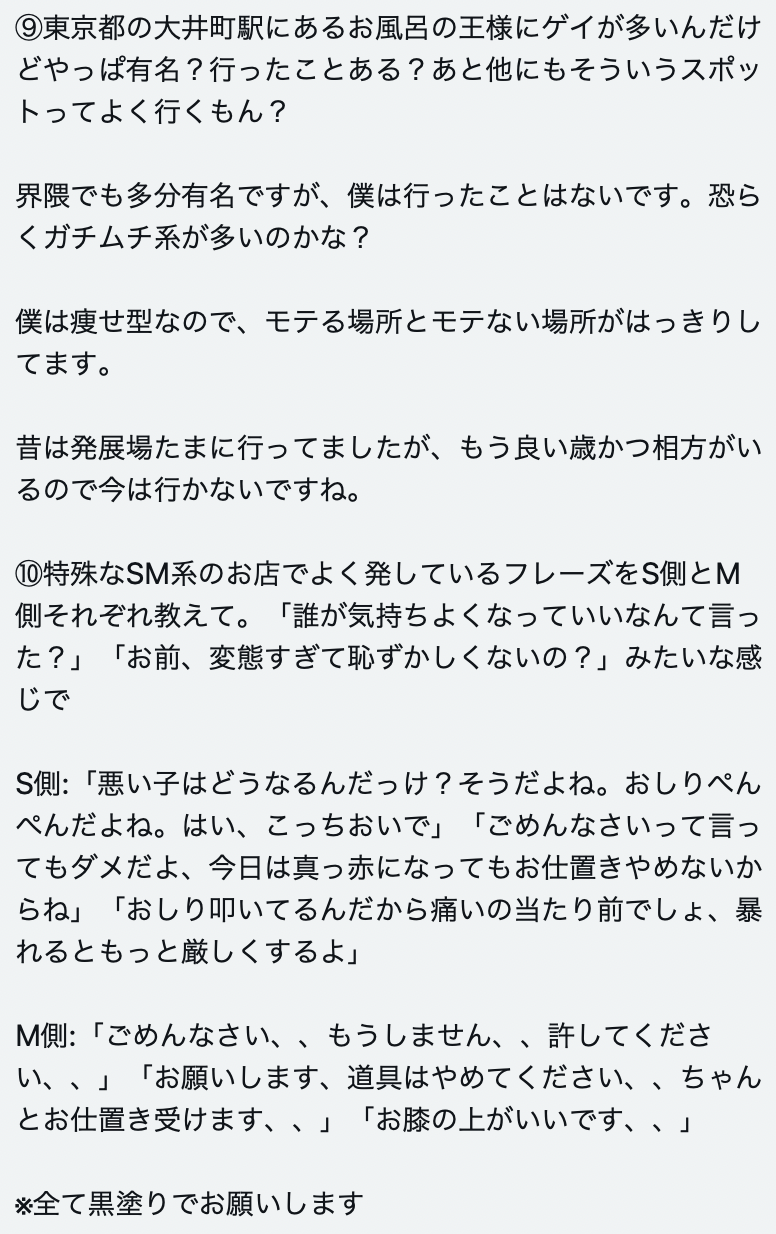 ⑨東京都の大井町駅にあるお風呂の王様にゲイが多いんだけ
どやっぱ有名？行ったことある？あと他にもそういうスポッ
トってよく行くもん？
界隈でも多分有名ですが、僕は行ったことはないです。恐ら
くガチムチ系が多いのかな？
僕は痩せ型なので、モテる場所とモテない場所がはっきりし
てます。
昔は発展場たまに行ってましたが、もう良い歳かつ相方がい
るので今は行かないですね。
⑩特殊なSM系のお店でよく発しているフレーズをS側とM
側それぞれ教えて。「誰が気持ちよくなっていいなんて言っ
た？」「お前、変態すぎて恥ずかしくないの？」みたいな感
じで
S側:「悪い子はどうなるんだっけ？そうだよね。おしりぺん
ぺんだよね。はい、こっちおいで」「ごめんなさいって言っ
てもダメだよ、今日は真っ赤になってもお仕置きやめないか
らね」「おしり叩いてるんだから痛いの当たり前でしょ、暴
れるともっと厳しくするよ」
M側:「ごめんなさい、、もうしません、、許してくださ
い、、」「お願いします、道具はやめてください、、ちゃん
とお仕置き受けます、、」「お膝の上がいいです、、」
※全て黒塗りでお願いします